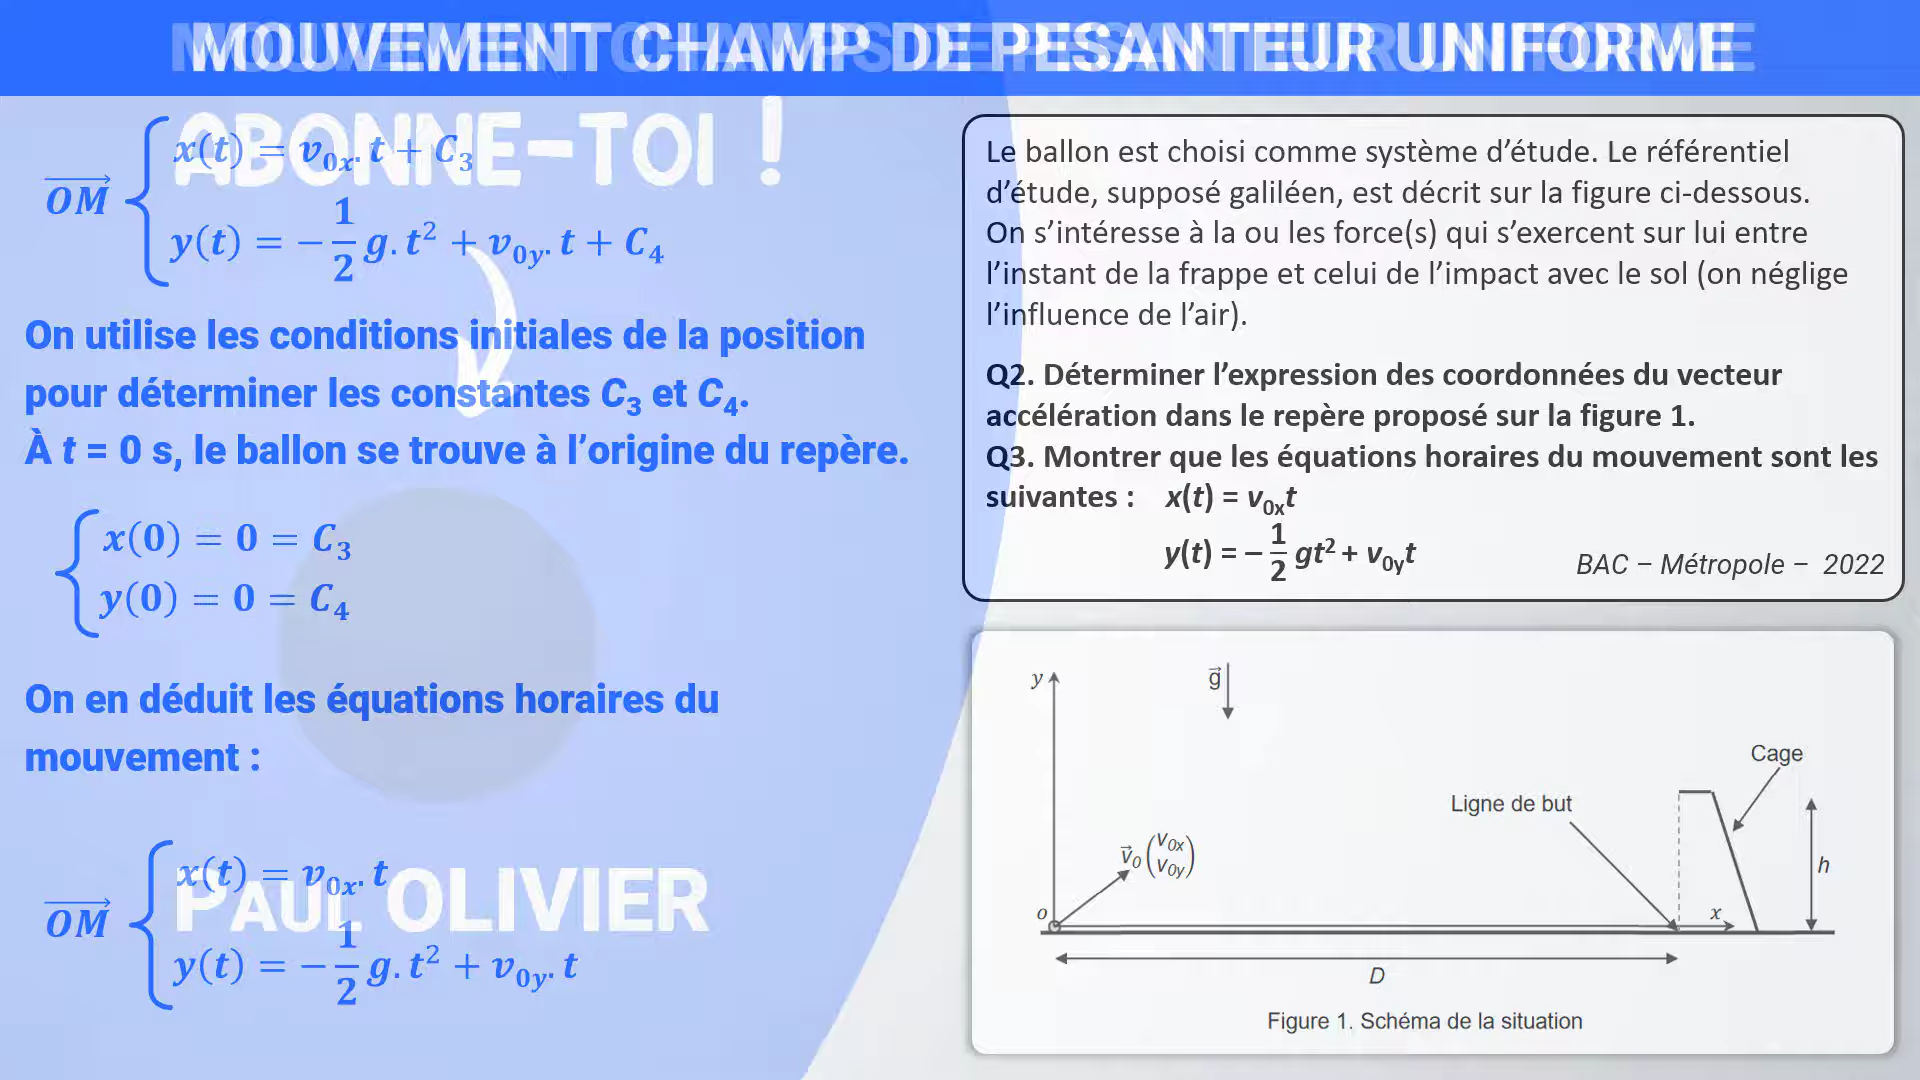 MOUVEMENT CHAMP DE PESANTEUR UNIFORME
ABONNE-TOI !
OM { x(t) = v₀ₓ. t + C₃
y(t) = −1/2 g. t² + v₀y. t + C₄
On utilise les conditions initiales de la position
pour déterminer les constantes C₃ et C₄.
À t = 0 s, le ballon se trouve à l’origine du repère.
x(0) = 0 = C₃
y(0) = 0 = C₄
On en déduit les équations horaires du
mouvement :
OM { x(t) = v₀ₓ. t
y(t) = −1/2 g. t² + v₀y. t
PAUL OLIVIER
Le ballon est choisi comme système d’étude. Le référentiel
d’étude, supposé galiléen, est décrit sur la figure ci-dessous.
On s’intéresse à la ou les force(s) qui s’exercent sur lui entre
l’instant de la frappe et celui de l’impact avec le sol (on néglige
l’influence de l’air).
Q2. Déterminer l’expression des coordonnées du vecteur
accélération dans le repère proposé sur la figure 1.
Q3. Montrer que les équations horaires du mouvement sont les
suivantes : x(t) = v₀ₓt
y(t) = – 1/2 gt² + v₀yt
BAC – Métropole – 2022
y
g
Cage
Ligne de but
v₀ (v₀ₓ v₀y)
h
o
x
D
Figure 1. Schéma de la situation